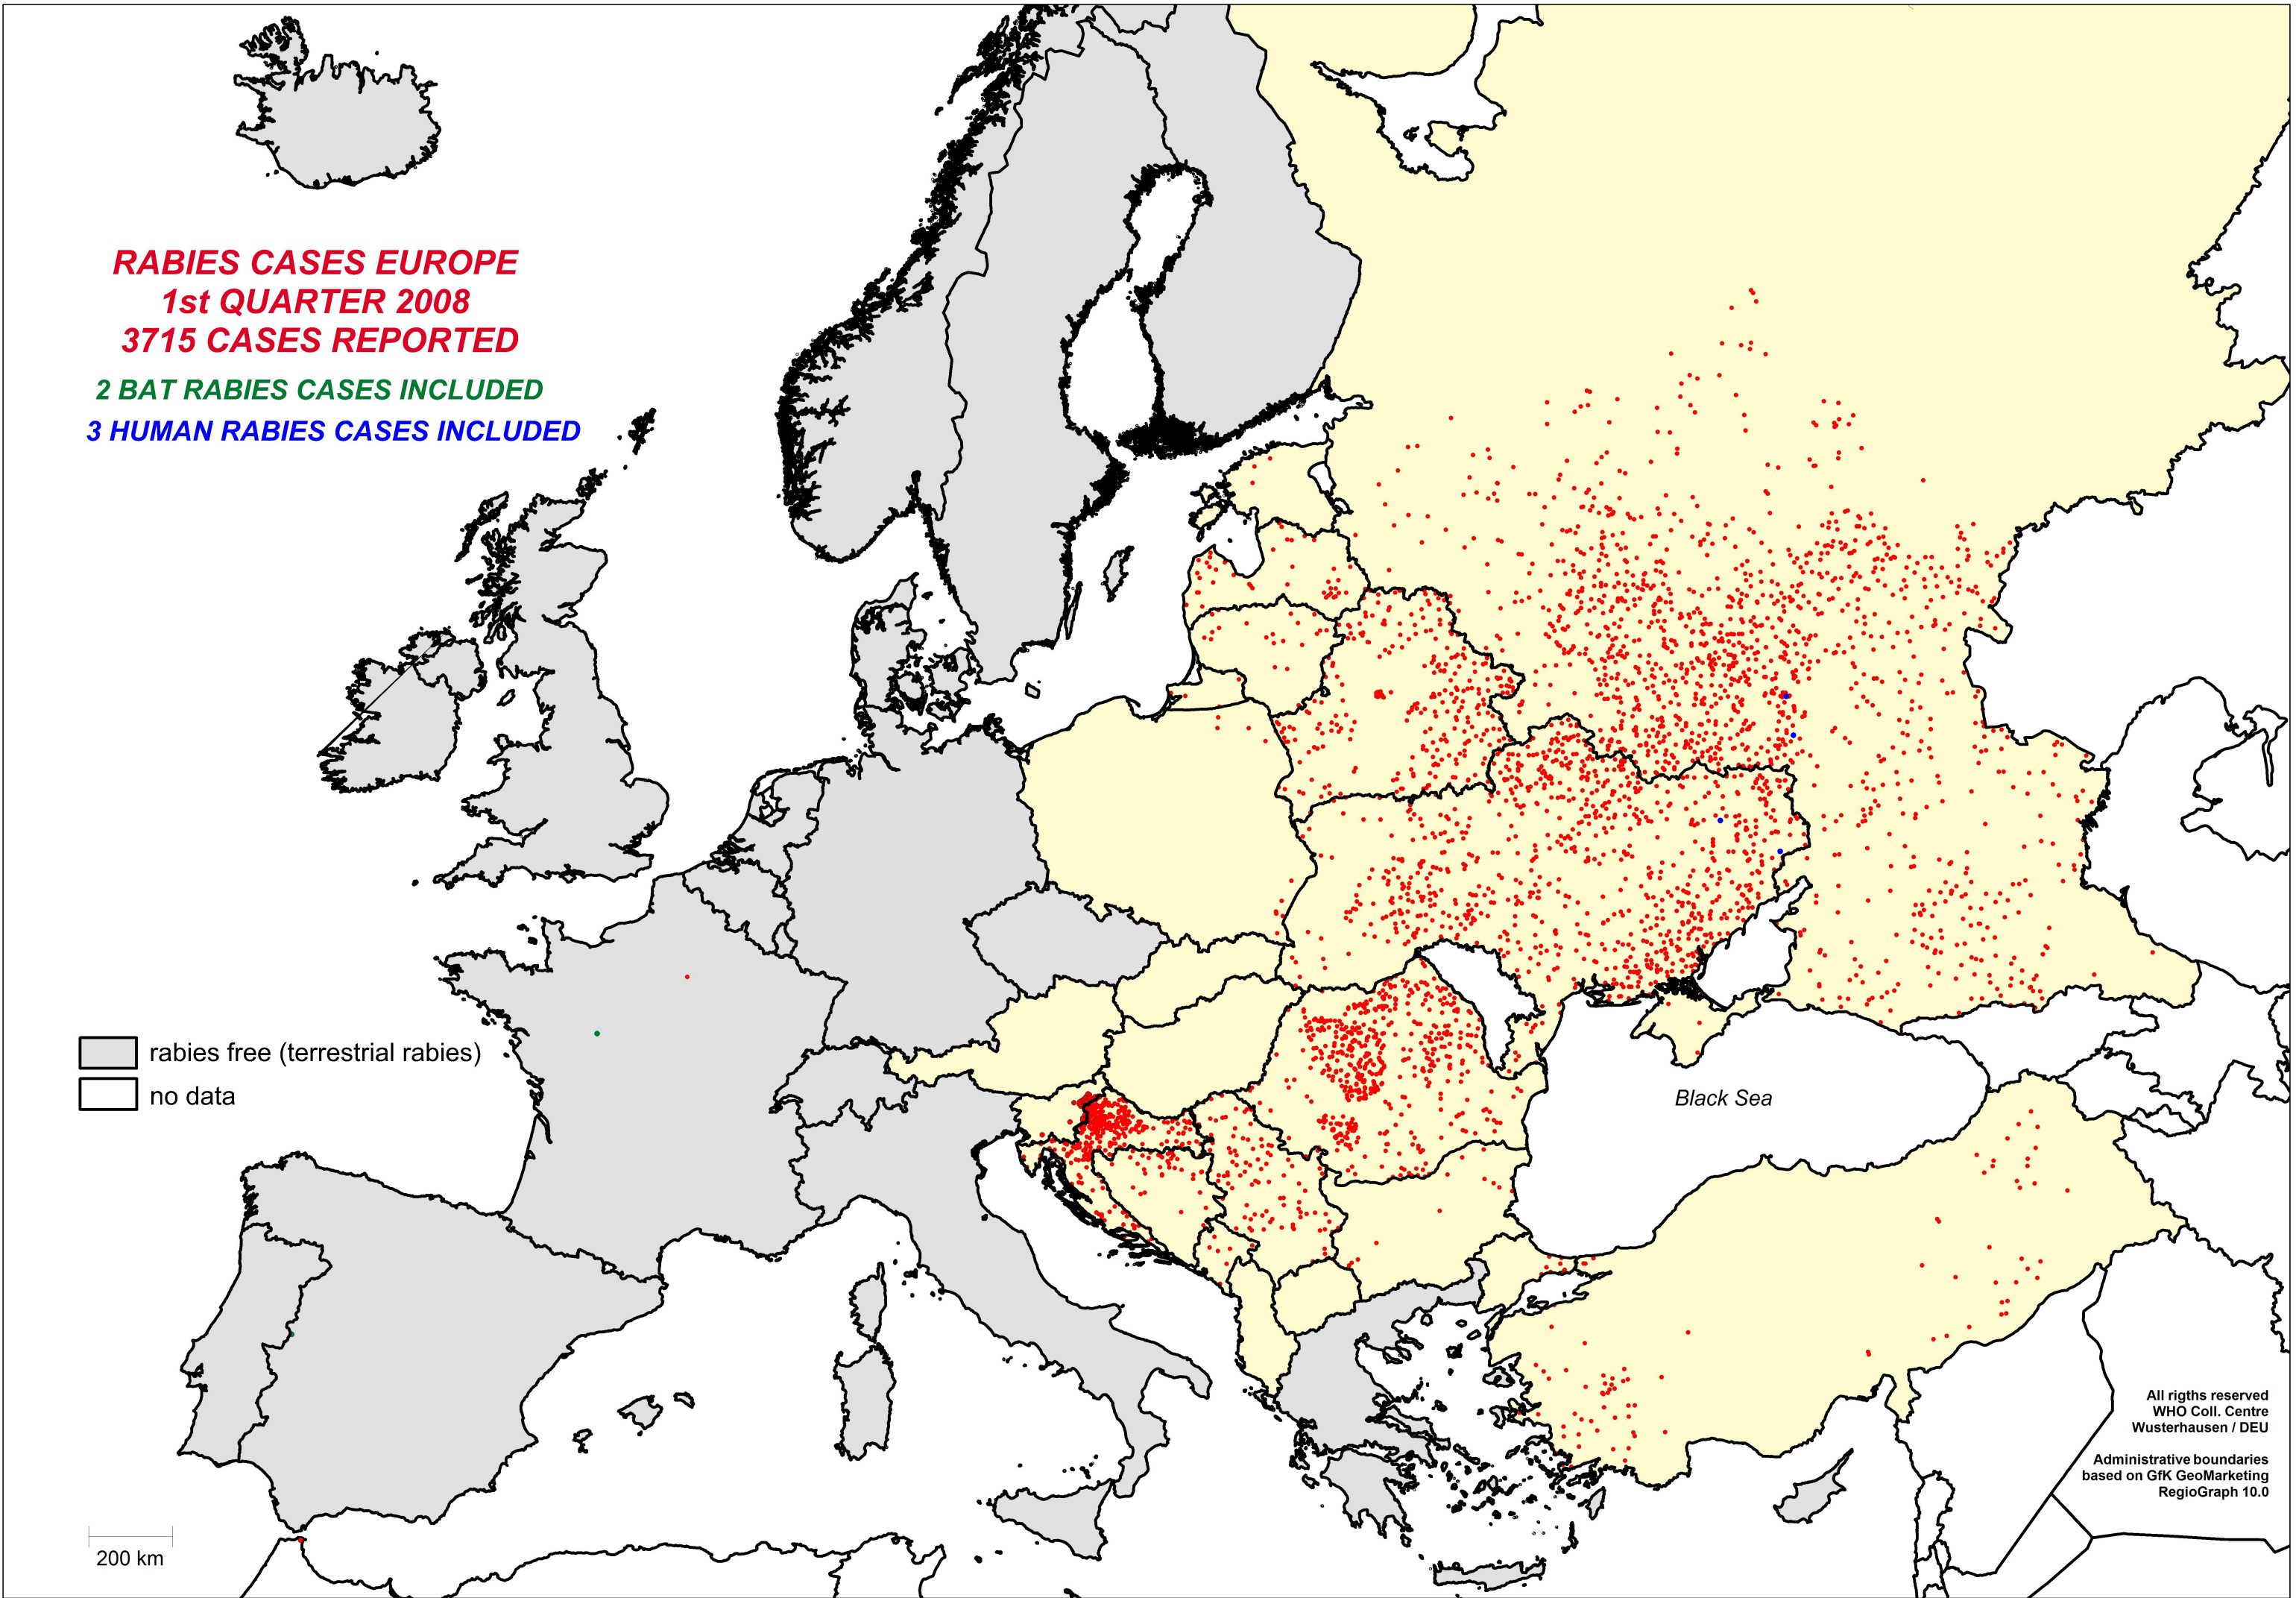 RABIES CASES EUROPE
1st QUARTER 2008
3715 CASES REPORTED
2 BAT RABIES CASES INCLUDED
3 HUMAN RABIES CASES INCLUDED
rabies free (terrestrial rabies)
no data
Black Sea
All rigths reserved
WHO Coll. Centre
Wusterhausen / DEU
Administrative boundaries
based on GfK GeoMarketing
RegioGraph 10.0
200 km